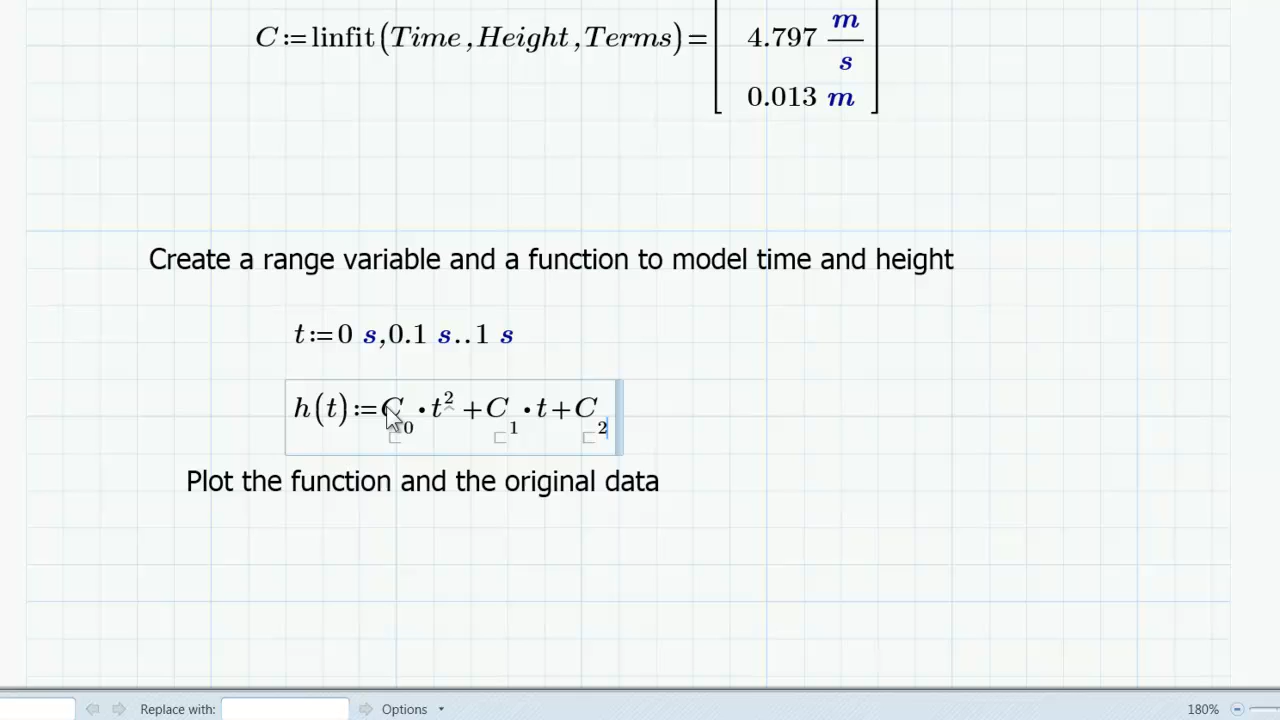 C:=linfit(Time,Height,Terms)=[4.797 m/s
0.013 m]
Create a range variable and a function to model time and height
t:=0 s,0.1 s..1 s
h(t):=C₀·t²+C₁·t+C₂
Plot the function and the original data
Replace with: Options 180%